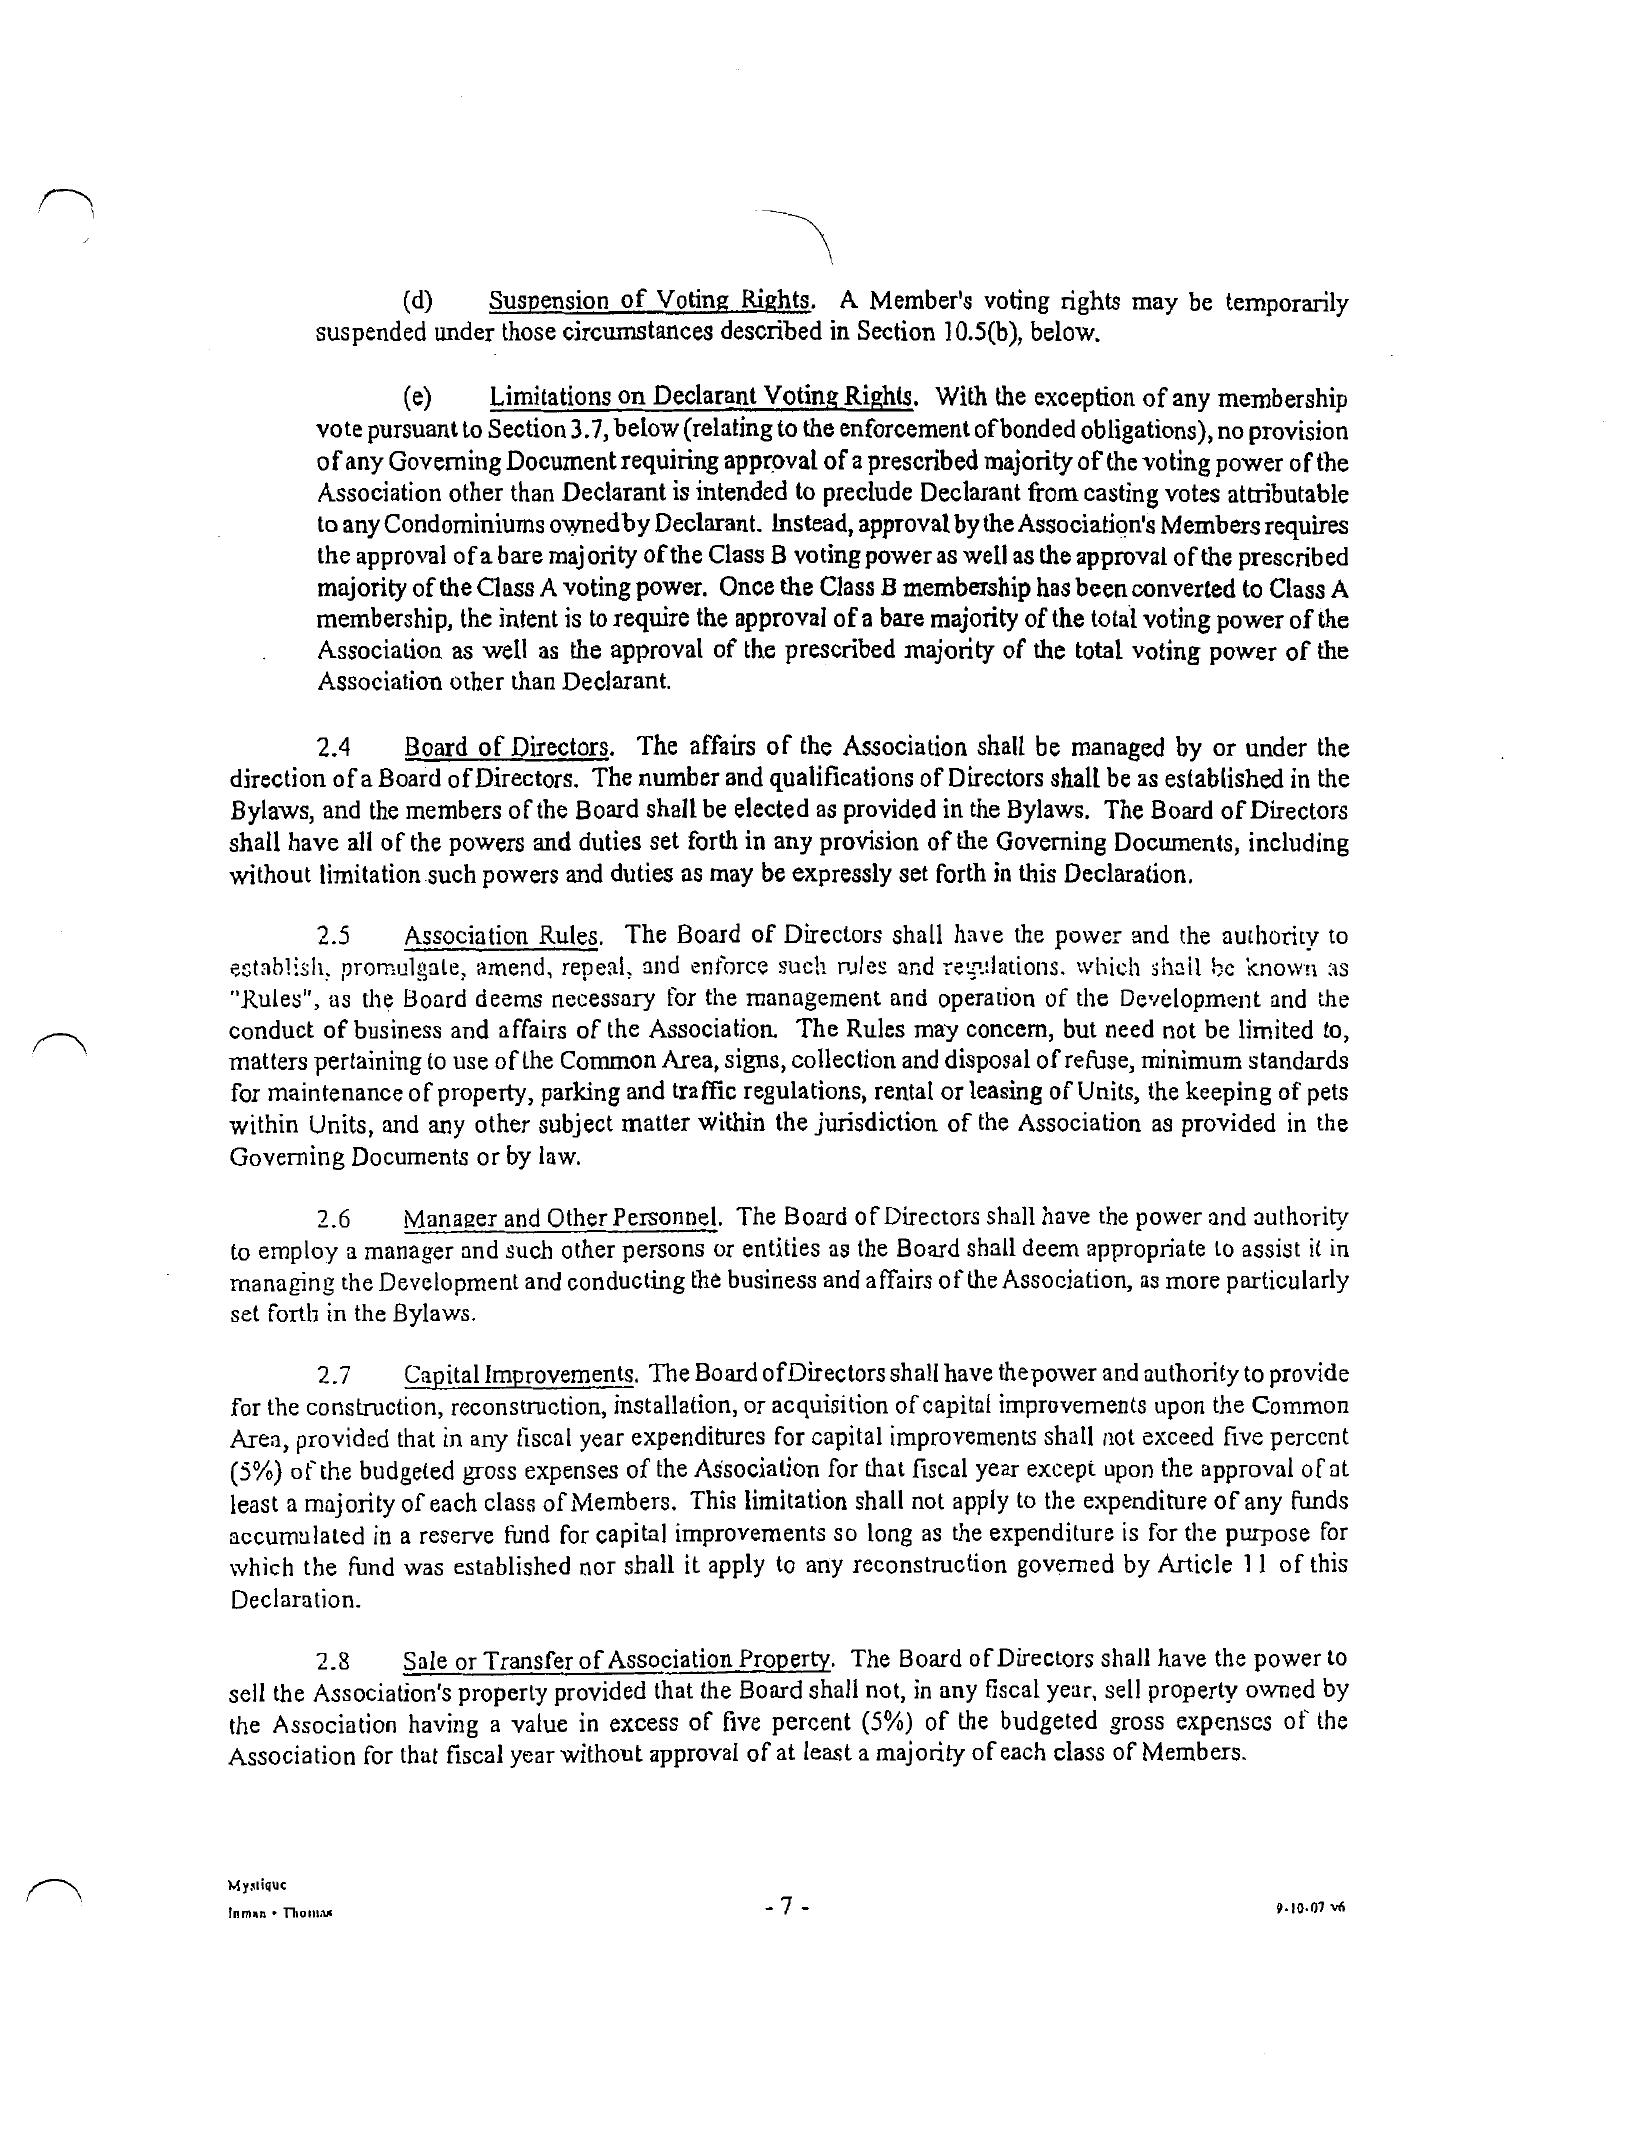 (d) Suspension of Voting Rights. A Member's voting rights may be temporarily
suspended under those circumstances described in Section 10.5(b), below.
(e) Limitations on Declarant Voting Rights. With the exception of any membership
vote pursuant to Section 3.7, below (relating to the enforcement of bonded obligations), no provision
of any Governing Document requiring approval of a prescribed majority of the voting power of the
Association other than Declarant is intended to preclude Declarant from casting votes attributable
to any Condominiums owned by Declarant. Instead, approval by the Association's Members requires
the approval of a bare majority of the Class B voting power as well as the approval of the prescribed
majority of the Class A voting power. Once the Class B membership has been converted to Class A
membership, the intent is to require the approval of a bare majority of the total voting power of the
Association as well as the approval of the prescribed majority of the total voting power of the
Association other than Declarant.
2.4 Board of Directors. The affairs of the Association shall be managed by or under the
direction of a Board of Directors. The number and qualifications of Directors shall be as established in the
Bylaws, and the members of the Board shall be elected as provided in the Bylaws. The Board of Directors
shall have all of the powers and duties set forth in any provision of the Governing Documents, including
without limitation such powers and duties as may be expressly set forth in this Declaration.
2.5 Association Rules. The Board of Directors shall have the power and the authority to
establish, promulgate, amend, repeal, and enforce such rules and regulations, which shall be known as
"Rules", as the Board deems necessary for the management and operation of the Development and the
conduct of business and affairs of the Association. The Rules may concern, but need not be limited to,
matters pertaining to use of the Common Area, signs, collection and disposal of refuse, minimum standards
for maintenance of property, parking and traffic regulations, rental or leasing of Units, the keeping of pets
within Units, and any other subject matter within the jurisdiction of the Association as provided in the
Governing Documents or by law.
2.6 Manager and Other Personnel. The Board of Directors shall have the power and authority
to employ a manager and such other persons or entities as the Board shall deem appropriate to assist it in
managing the Development and conducting the business and affairs of the Association, as more particularly
set forth in the Bylaws.
2.7 Capital Improvements. The Board of Directors shall have the power and authority to provide
for the construction, reconstruction, installation, or acquisition of capital improvements upon the Common
Area, provided that in any fiscal year expenditures for capital improvements shall not exceed five percent
(5%) of the budgeted gross expenses of the Association for that fiscal year except upon the approval of at
least a majority of each class of Members. This limitation shall not apply to the expenditure of any funds
accumulated in a reserve fund for capital improvements so long as the expenditure is for the purpose for
which the fund was established nor shall it apply to any reconstruction governed by Article 11 of this
Declaration.
2.8 Sale or Transfer of Association Property. The Board of Directors shall have the power to
sell the Association's property provided that the Board shall not, in any fiscal year, sell property owned by
the Association having a value in excess of five percent (5%) of the budgeted gross expenses of the
Association for that fiscal year without approval of at least a majority of each class of Members.
Mystique
Inman • Thomas
- 7 -
9-10-07 v6